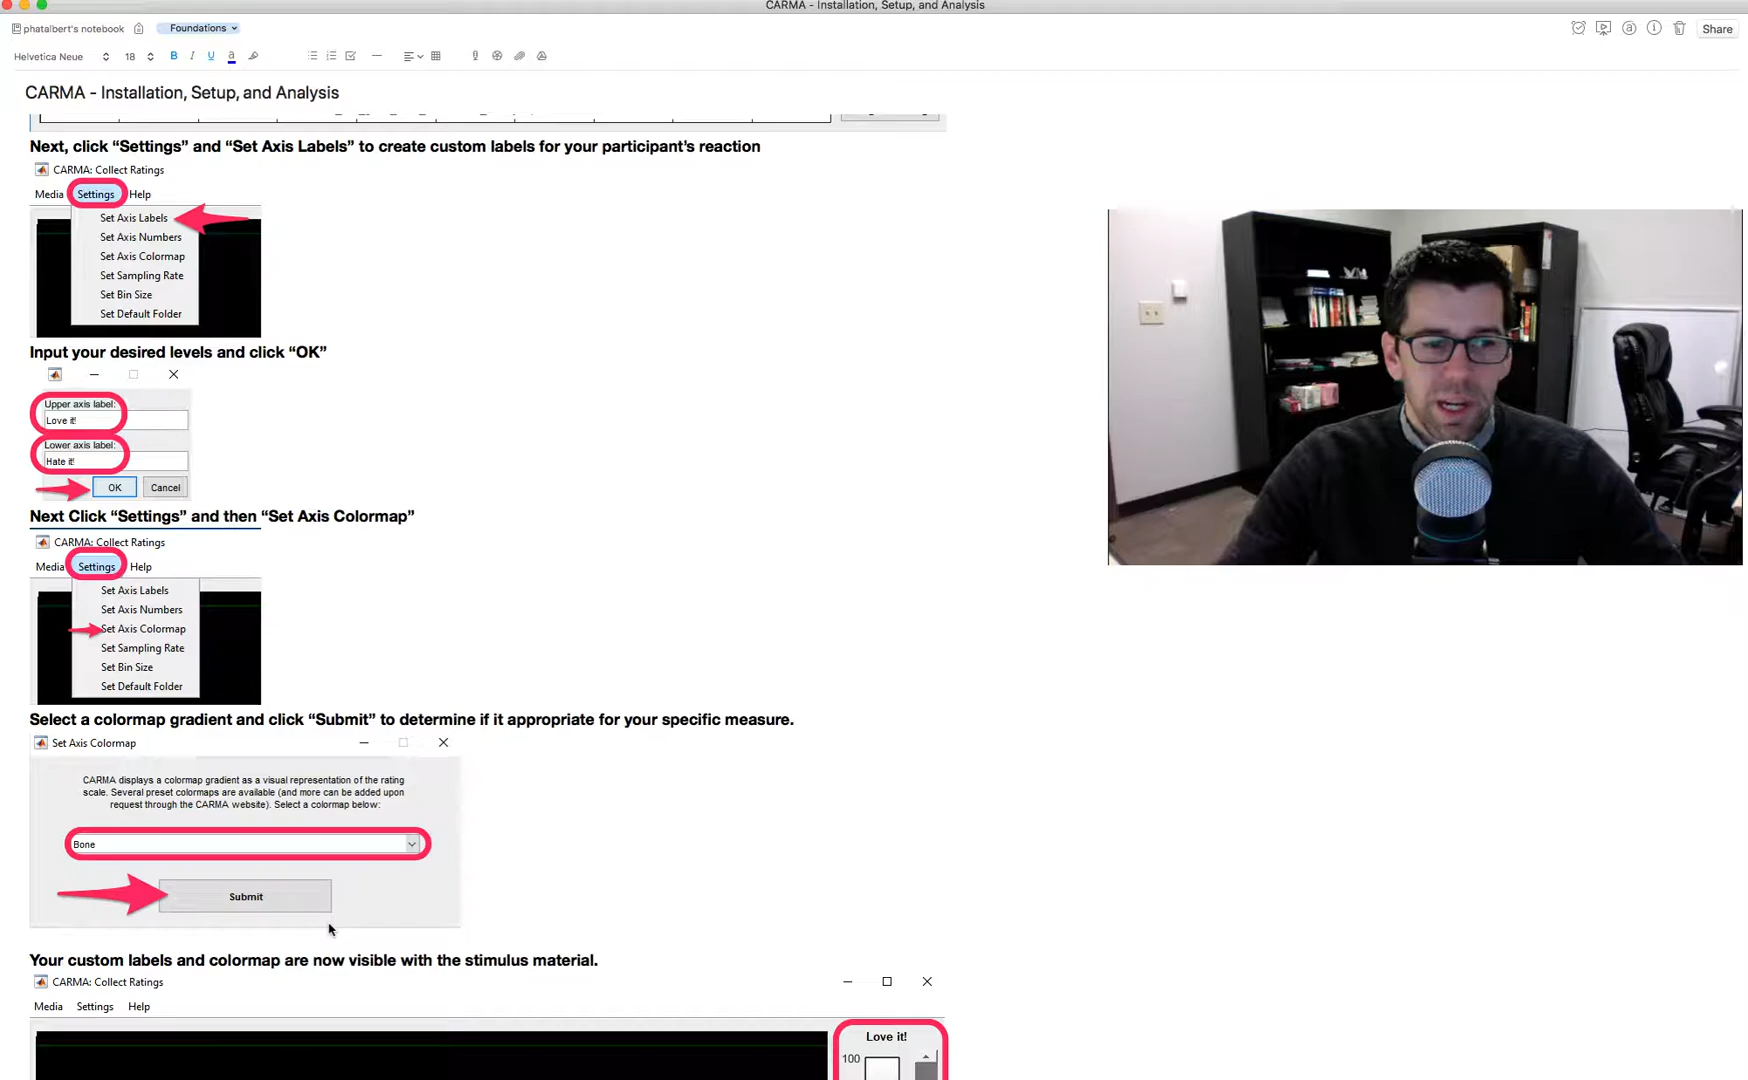 CARMA - Installation, Setup, and Analysis
phatalbert's notebook
Foundations
Share
Helvetica Neue
18
B I U a
CARMA - Installation, Setup, and Analysis
Next, click “Settings” and “Set Axis Labels” to create custom labels for your participant’s reaction
CARMA: Collect Ratings
Media Settings Help
Set Axis Labels
Set Axis Numbers
Set Axis Colormap
Set Sampling Rate
Set Bin Size
Set Default Folder
Input your desired levels and click “OK”
Upper axis label:
Love it!
Lower axis label:
Hate it!
OK Cancel
Next Click “Settings” and then “Set Axis Colormap”
CARMA: Collect Ratings
Media Settings Help
Set Axis Labels
Set Axis Numbers
Set Axis Colormap
Set Sampling Rate
Set Bin Size
Set Default Folder
Select a colormap gradient and click “Submit” to determine if it appropriate for your specific measure.
Set Axis Colormap
CARMA displays a colormap gradient as a visual representation of the rating
scale. Several preset colormaps are available (and more can be added upon
request through the CARMA website). Select a colormap below:
Bone
Submit
Your custom labels and colormap are now visible with the stimulus material.
CARMA: Collect Ratings
Media Settings Help
Love it!
100